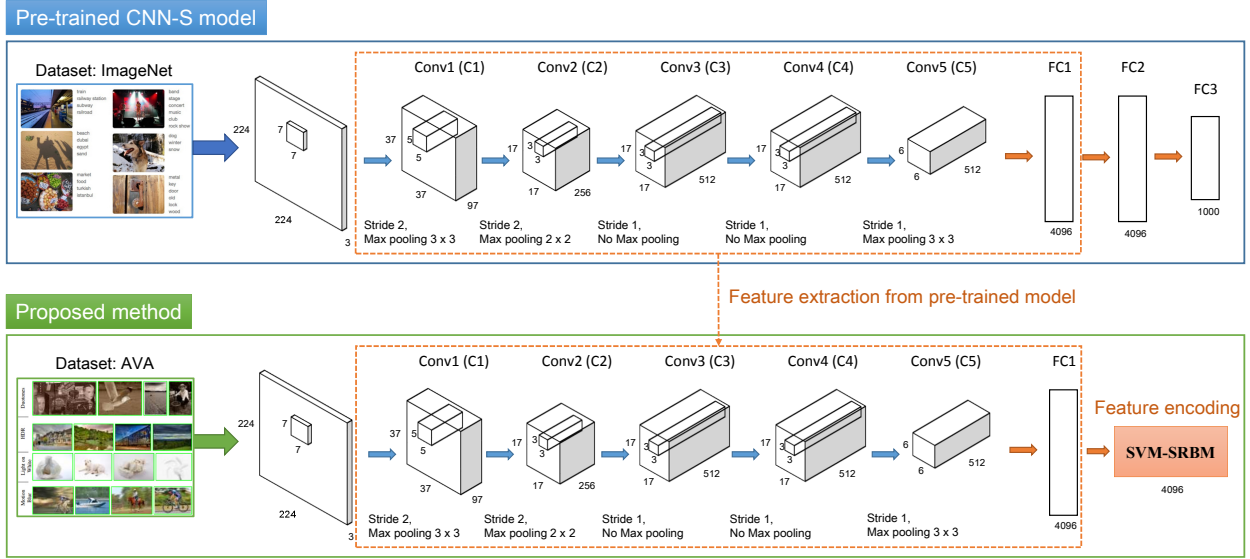 Pre-trained CNN-S model
Dataset: ImageNet
train
railway station
subway
railroad
band
stage
concert
music
club
rock show
beach
dubai
egypt
sand
dog
winter
snow
market
food
turkish
istanbul
metal
key
door
old
lock
wood
224
7
7
224
3
Conv1 (C1)
Conv2 (C2)
Conv3 (C3)
Conv4 (C4)
Conv5 (C5)
FC1
FC2
FC3
37
5
5
37
97
17
3
3
17
256
17
3
3
17
512
17
3
3
17
512
6
6
512
4096
4096
1000
Stride 2,
Max pooling 3 x 3
Stride 2,
Max pooling 2 x 2
Stride 1,
No Max pooling
Stride 1,
No Max pooling
Stride 1,
Max pooling 3 x 3
Feature extraction from pre-trained model
Proposed method
Dataset: AVA
Duotones
HDR
Light on
White
Motion
Blur
224
7
7
224
3
Conv1 (C1)
Conv2 (C2)
Conv3 (C3)
Conv4 (C4)
Conv5 (C5)
FC1
37
5
5
37
97
17
3
3
17
256
17
3
3
17
512
17
3
3
17
512
6
6
512
4096
Feature encoding
SVM-SRBM
4096
Stride 2,
Max pooling 3 x 3
Stride 2,
Max pooling 2 x 2
Stride 1,
No Max pooling
Stride 1,
No Max pooling
Stride 1,
Max pooling 3 x 3